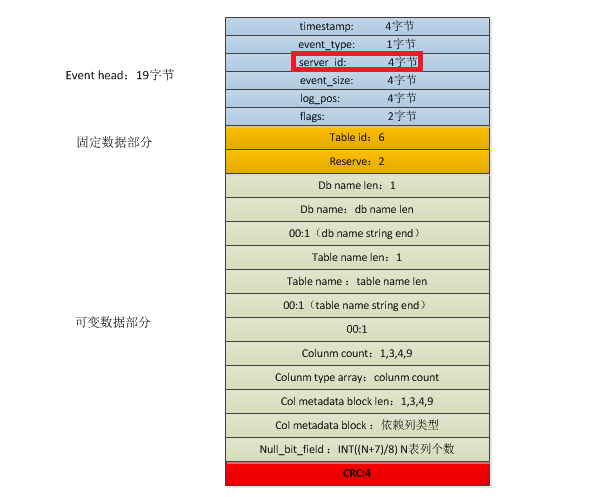 timestamp: 4字节
event_type: 1字节
server_id: 4字节
Event head:19字节
event_size: 4字节
log_pos: 4字节
flags: 2字节
固定数据部分
Table id:6
Reserve:2
Db name len:1
Db name:db name len
00:1(db name string end)
Table name len:1
Table name :table name len
00:1(table name string end)
可变数据部分
00:1
Colunm count:1,3,4,9
Colunm type array:colunm count
Col metadata block len:1,3,4,9
Col metadata block :依赖列类型
Null_bit_field :INT((N+7)/8) N表列个数
CRC:4